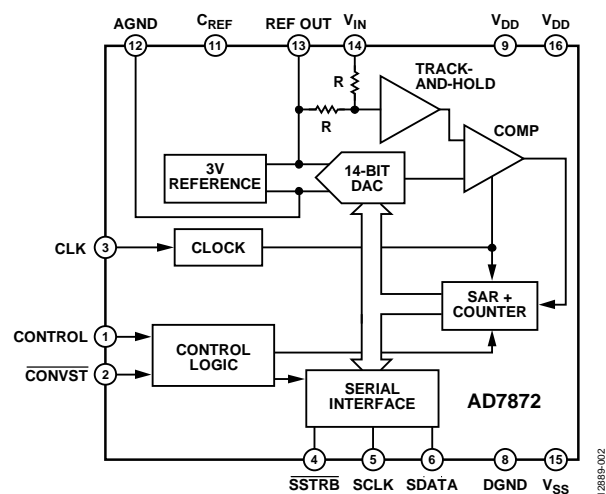 AGND CREF REF OUT VIN VDD VDD
12 11 13 14 9 16
TRACK-
AND-HOLD
R
R
COMP
3V
REFERENCE
14-BIT
DAC
CLK 3 CLOCK
SAR +
COUNTER
CONTROL 1
CONTROL
LOGIC
CONVST 2
SERIAL
INTERFACE
AD7872
4 5 6 8 15
SSTRB SCLK SDATA DGND VSS
12889-002